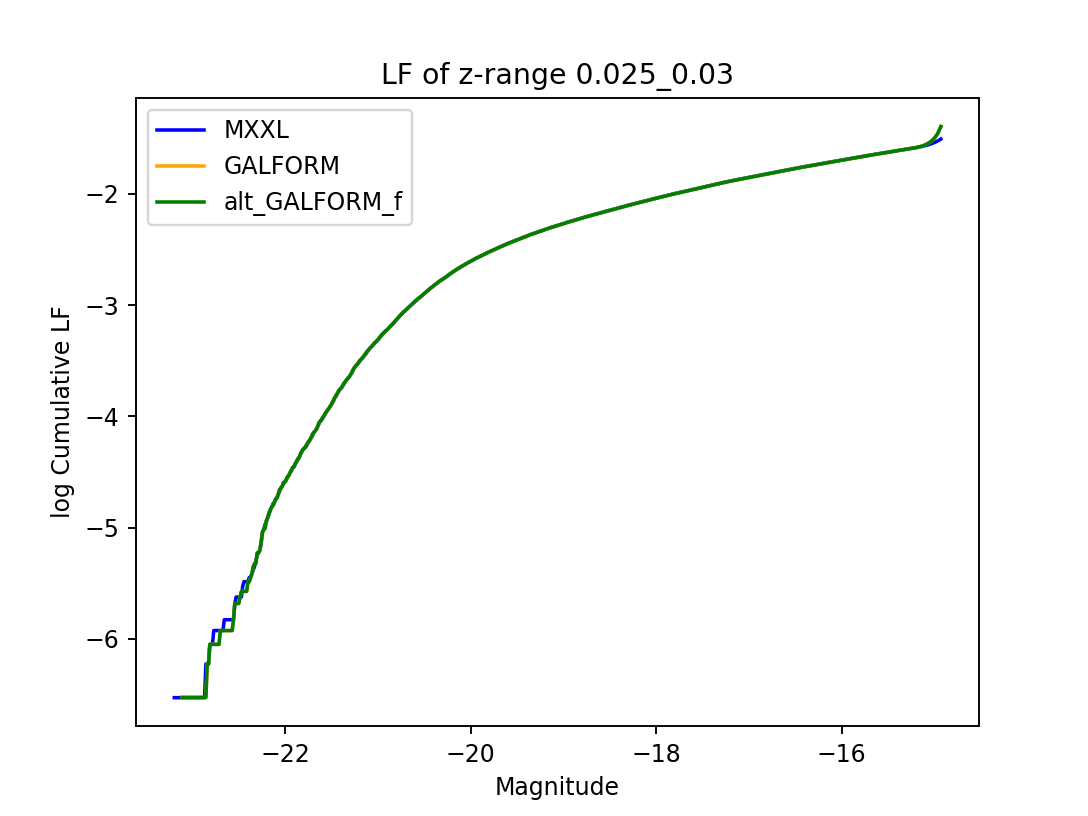 LF of z-range 0.025_0.03
MXXL
GALFORM
alt_GALFORM_f
log Cumulative LF
−2
−3
−4
−5
−6
−22
−20
−18
−16
Magnitude